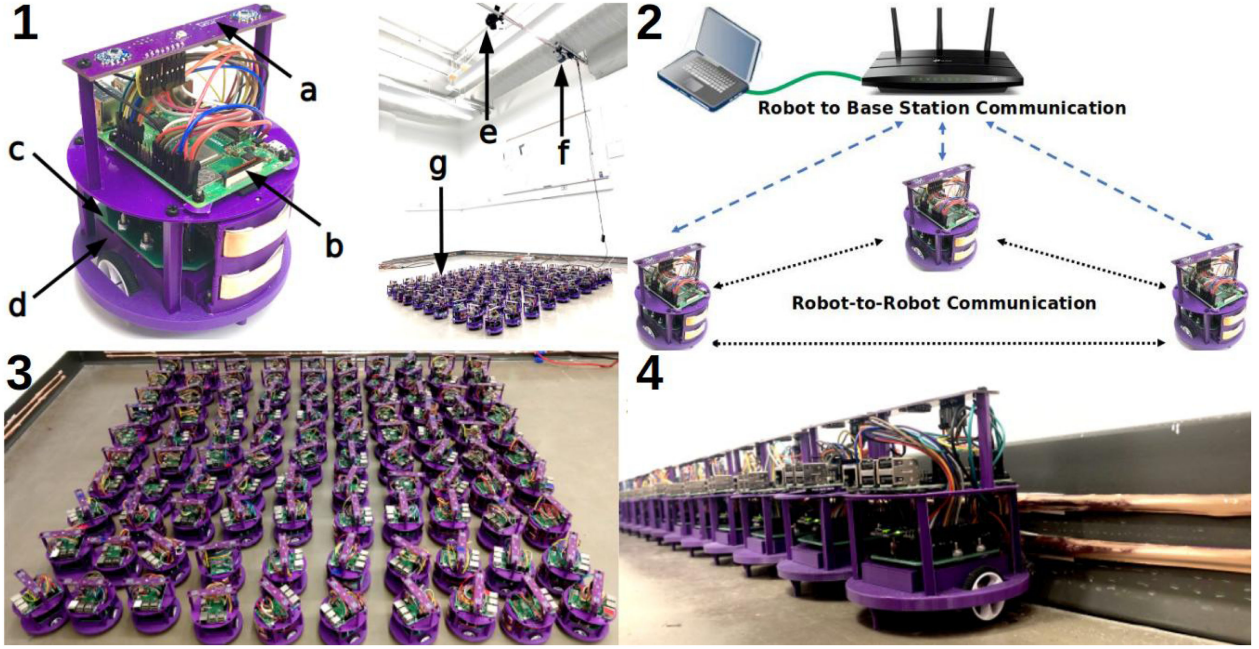 1
a
b
c
d
e
f
g
2
Robot to Base Station Communication
Robot-to-Robot Communication
3
4